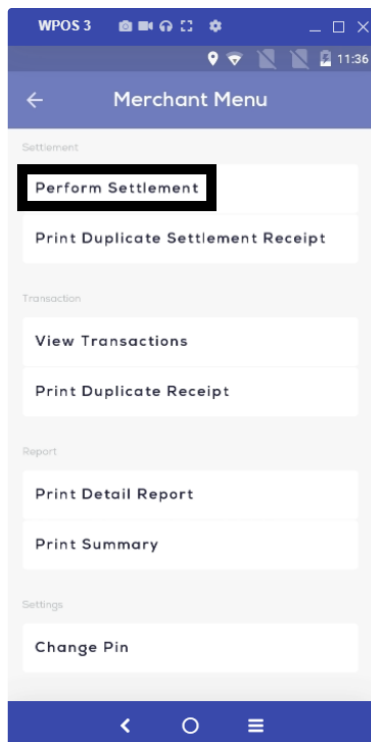 WPOS 3
11:36
Merchant Menu
Settlement
Perform Settlement
Print Duplicate Settlement Receipt
Transaction
View Transactions
Print Duplicate Receipt
Report
Print Detail Report
Print Summary
Settings
Change Pin